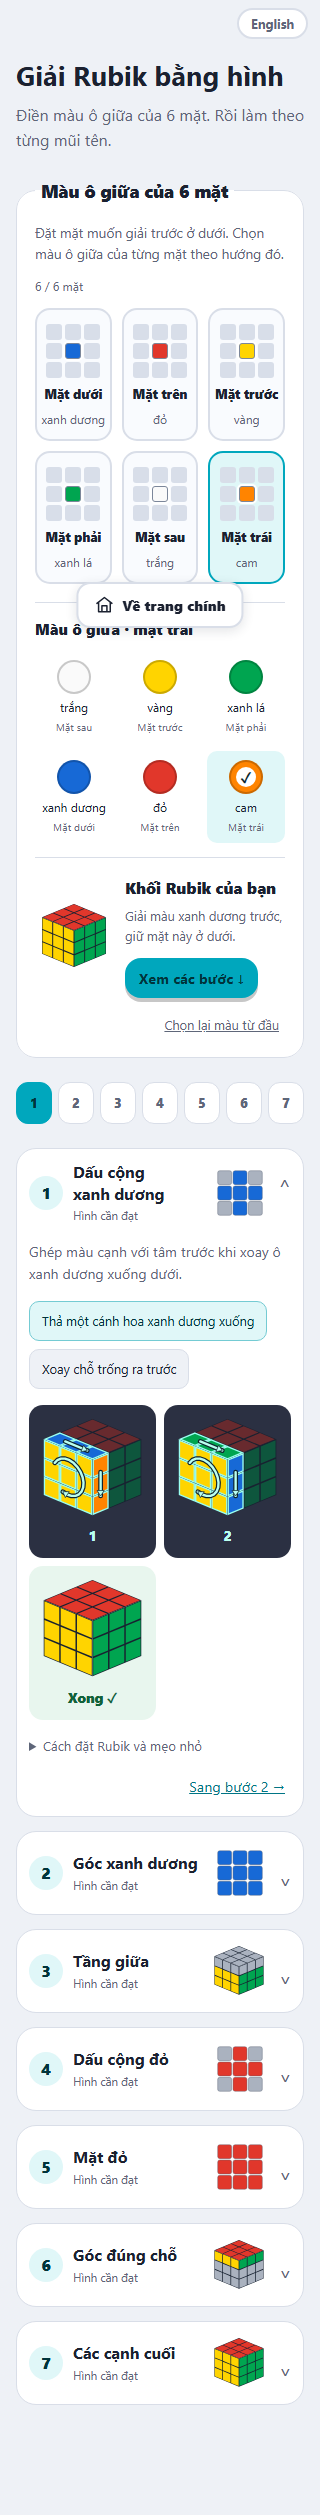 English
Giải Rubik bằng hình
Điền màu ô giữa của 6 mặt. Rồi làm theo
từng mũi tên.
Màu ô giữa của 6 mặt
Đặt mặt muốn giải trước ở dưới. Chọn
màu ô giữa của từng mặt theo hướng đó.
6 / 6 mặt
Mặt dưới
xanh dương
Mặt trên
đỏ
Mặt trước
vàng
Mặt phải
xanh lá
Mặt sau
trắng
Mặt trái
cam
Về trang chính
Màu ô giữa · mặt trái
trắng
Mặt sau
vàng
Mặt trước
xanh lá
Mặt phải
xanh dương
Mặt dưới
đỏ
Mặt trên
cam
Mặt trái
Khối Rubik của bạn
Giải màu xanh dương trước,
giữ mặt này ở dưới.
Xem các bước ↓
Chọn lại màu từ đầu
1 2 3 4 5 6 7
1
Dấu cộng
xanh dương
Hình cần đạt
Ghép màu cạnh với tâm trước khi xoay ô
xanh dương xuống dưới.
Thả một cánh hoa xanh dương xuống
Xoay chỗ trống ra trước
1
2
Xong ✓
Cách đặt Rubik và mẹo nhỏ
Sang bước 2 →
2
Góc xanh dương
Hình cần đạt
3
Tầng giữa
Hình cần đạt
4
Dấu cộng đỏ
Hình cần đạt
5
Mặt đỏ
Hình cần đạt
6
Góc đúng chỗ
Hình cần đạt
7
Các cạnh cuối
Hình cần đạt